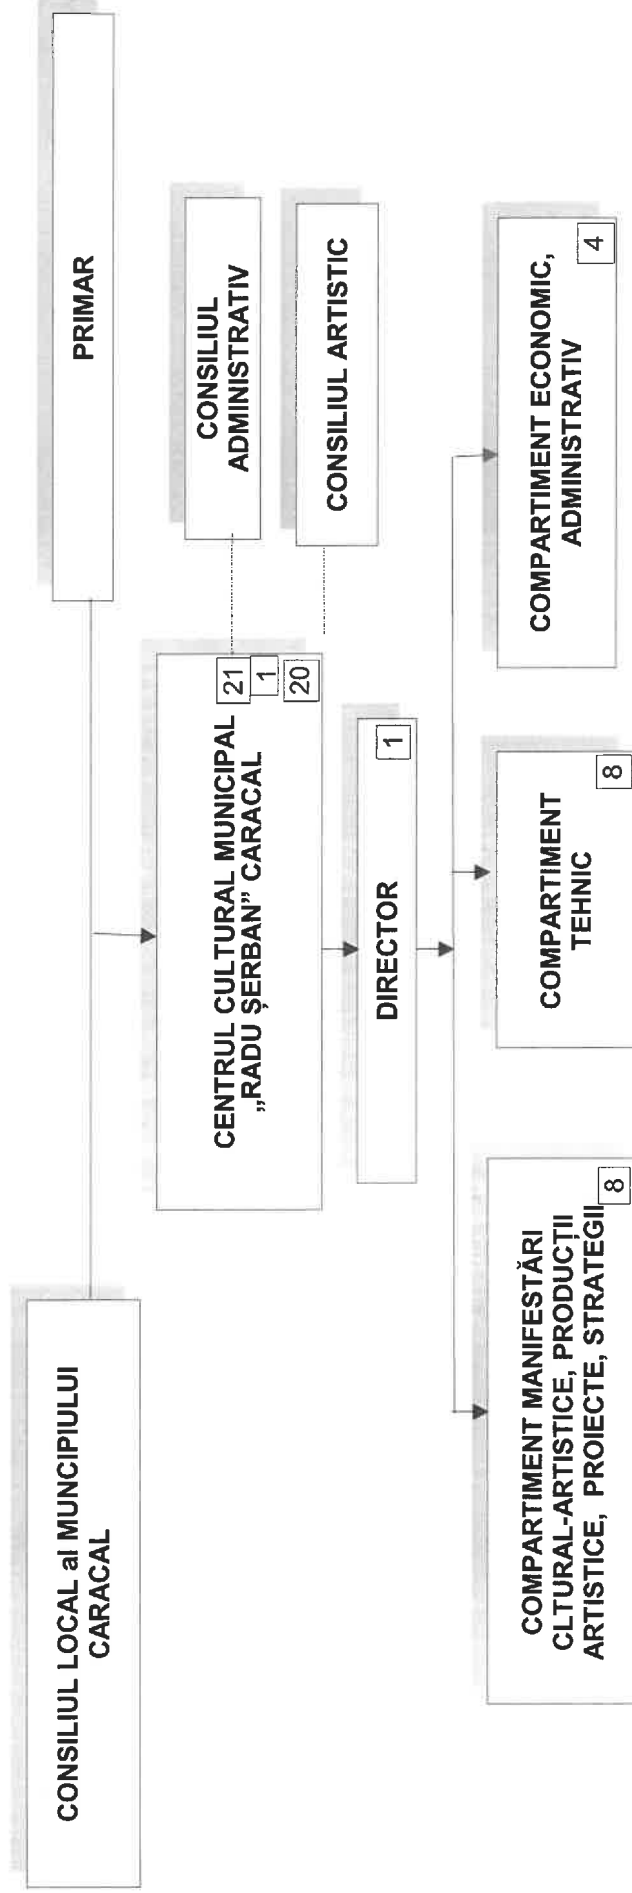 CONSILIUL LOCAL al MUNCIPIULUI
CARACAL
PRIMAR
CENTRUL CULTURAL MUNICIPAL
„RADU ȘERBAN” CARACAL
21
1
20
CONSILIUL
ADMINISTRATIV
CONSILIUL ARTISTIC
DIRECTOR
1
COMPARTIMENT MANIFESTĂRI
CLTURAL-ARTISTICE, PRODUCȚII
ARTISTICE, PROIECTE, STRATEGII
8
COMPARTIMENT
TEHNIC
8
COMPARTIMENT ECONOMIC,
ADMINISTRATIV
4